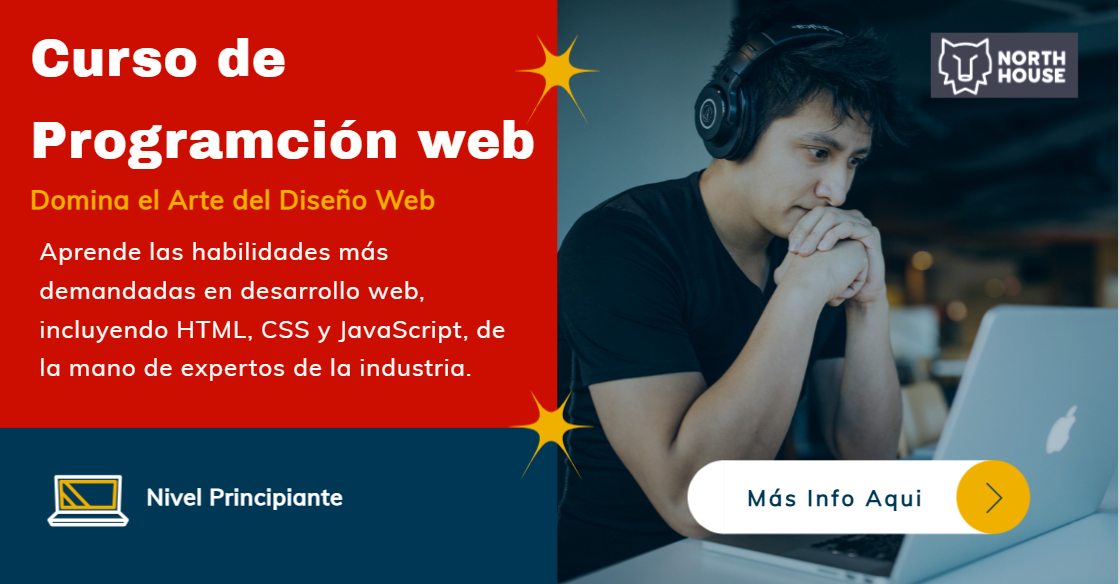 Curso de
Programción web
Domina el Arte del Diseño Web
Aprende las habilidades más
demandadas en desarrollo web,
incluyendo HTML, CSS y JavaScript, de
la mano de expertos de la industria.
Nivel Principiante
NORTH
HOUSE
Más Info Aqui